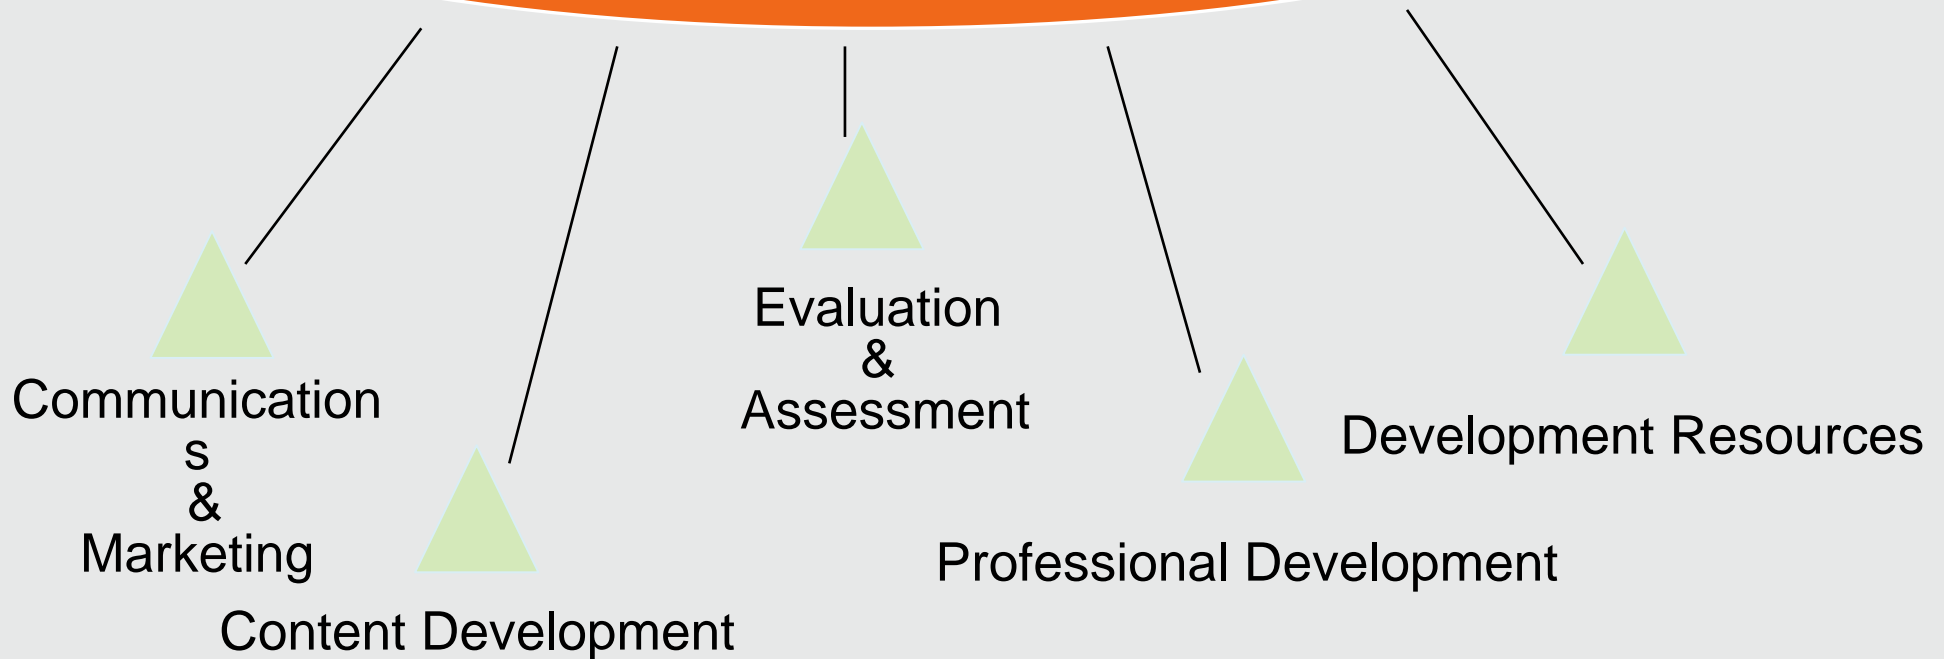 Communication
s
&
Marketing
Content Development
Evaluation
&
Assessment
Professional Development
Development Resources